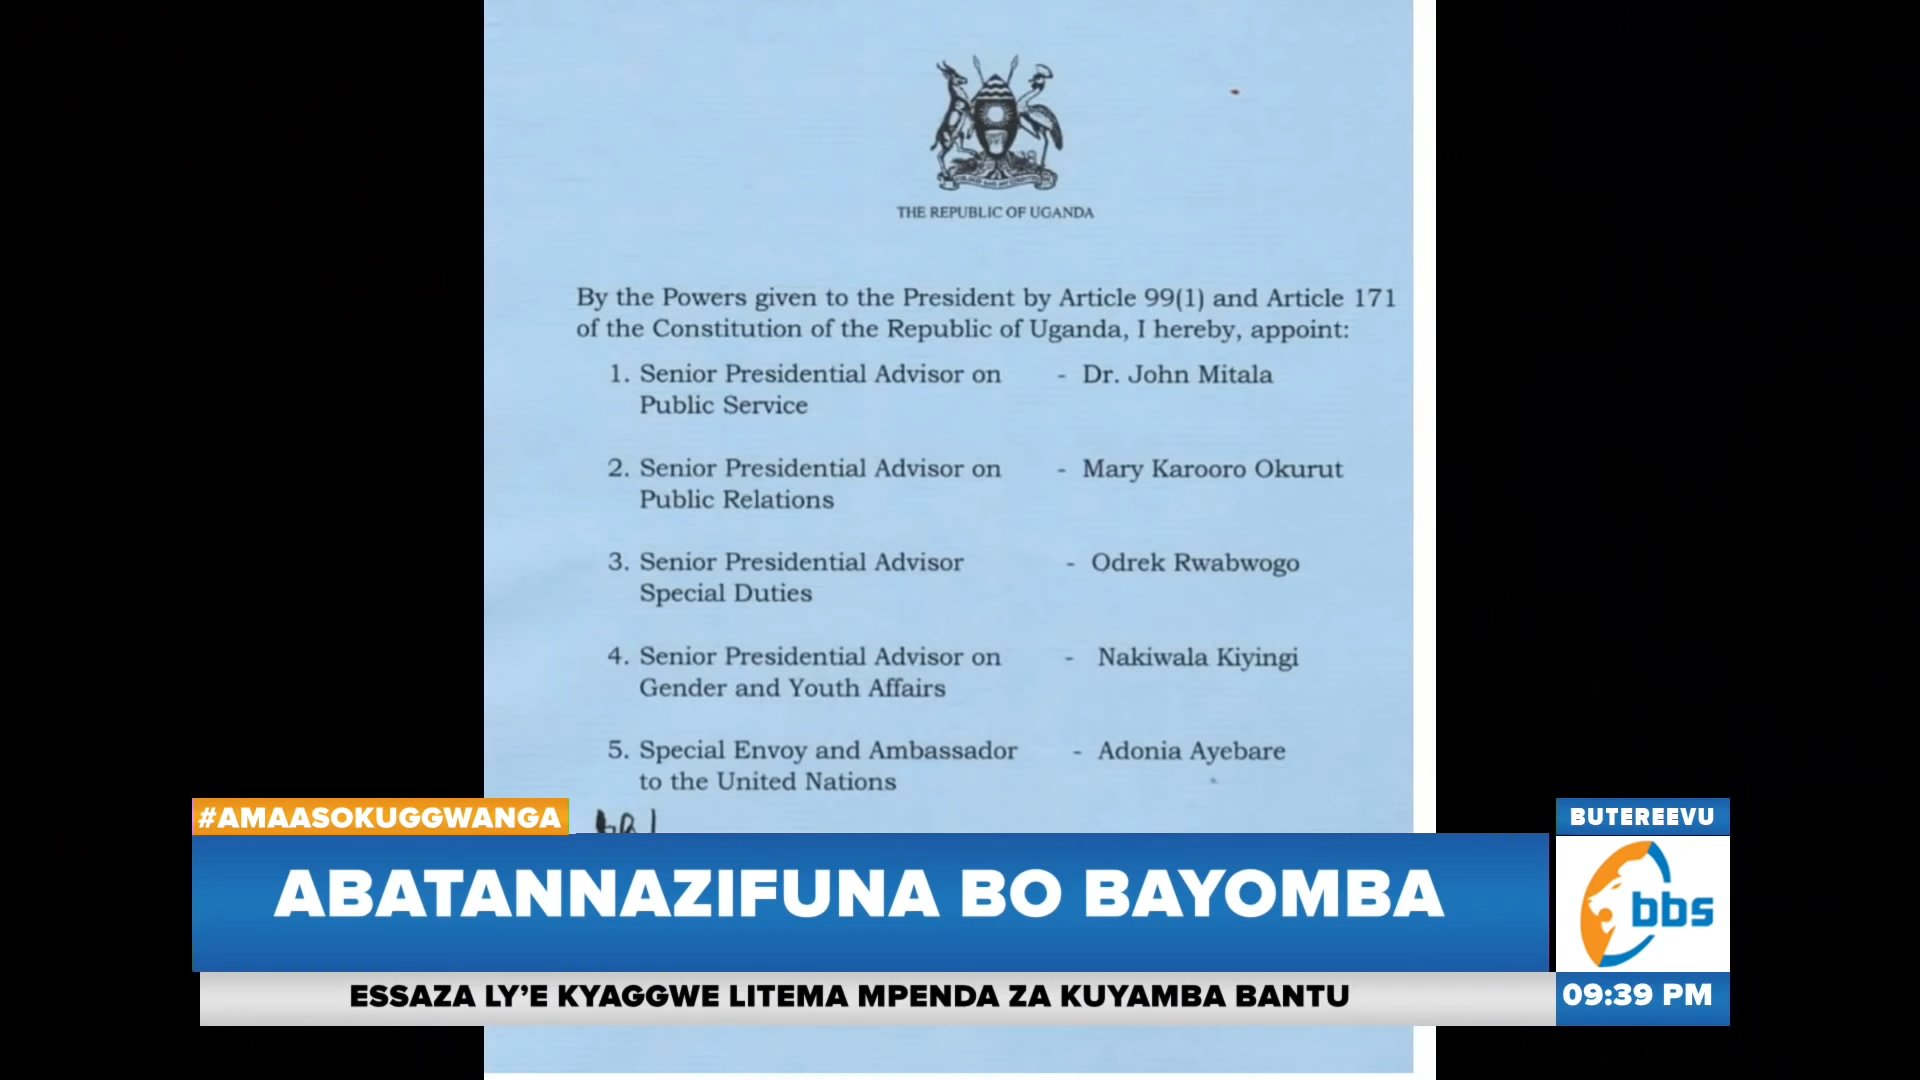 THE REPUBLIC OF UGANDA
By the Powers given to the President by Article 99(1) and Article 171
of the Constitution of the Republic of Uganda, I hereby, appoint:
1. Senior Presidential Advisor on - Dr. John Mitala
Public Service
2. Senior Presidential Advisor on - Mary Karooro Okurut
Public Relations
3. Senior Presidential Advisor - Odrek Rwabwogo
Special Duties
4. Senior Presidential Advisor on - Nakiwala Kiyingi
Gender and Youth Affairs
5. Special Envoy and Ambassador - Adonia Ayebare
to the United Nations
#AMAASOKUGGWANGA
BUTEREEVU
ABATANNAZIFUNA BO BAYOMBA
bbs
ESSAZA LY'E KYAGGWE LITEMA MPENDA ZA KUYAMBA BANTU
09:39 PM